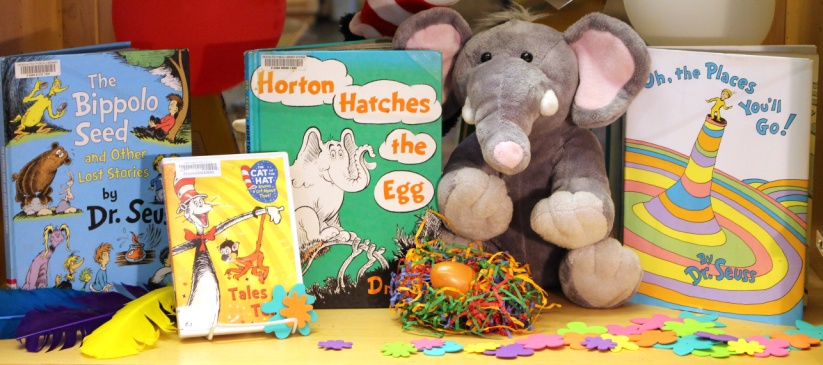 The
Bippolo
Seed
and Other
Lost Stories
by
Dr. Seu
THE
CAT
IN
THE
HAT
Tales
Horton
Hatches
the
Egg
Oh, the Places
You'll
Go!
By
Dr. Seuss